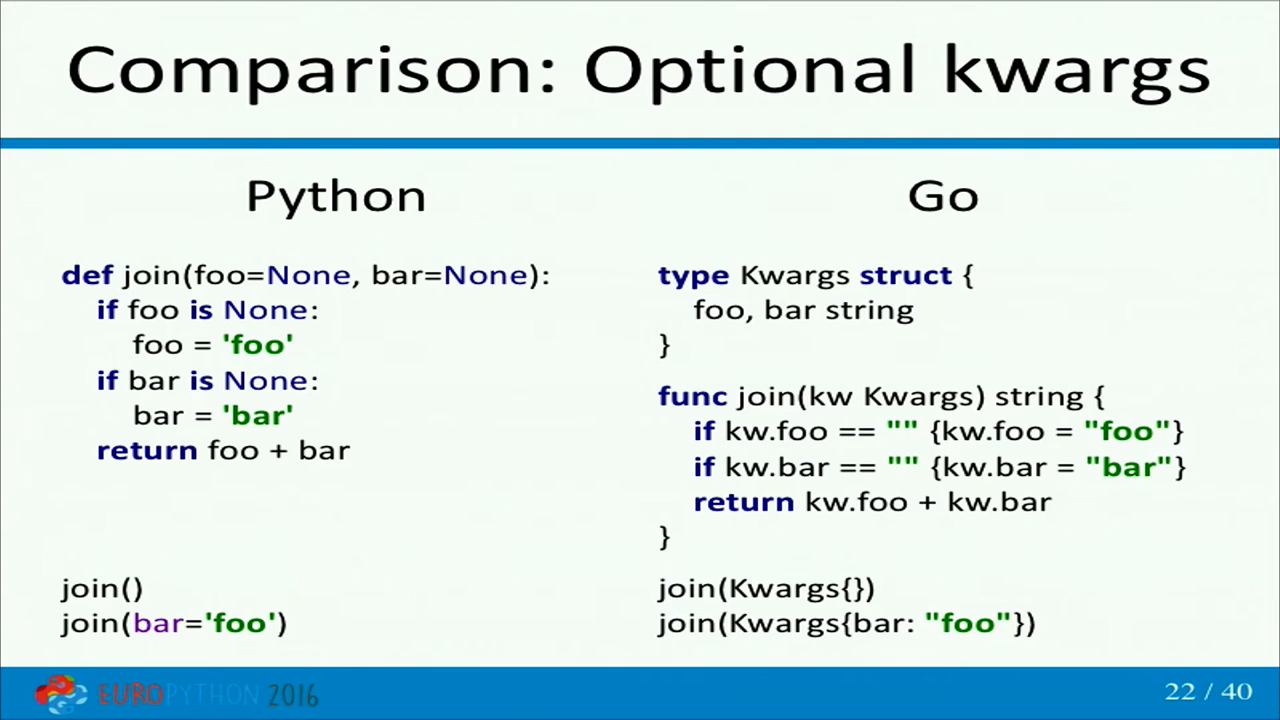 Comparison: Optional kwargs
Python
def join(foo=None, bar=None):
if foo is None:
foo = 'foo'
if bar is None:
bar = 'bar'
return foo + bar
join()
join(bar='foo')
Go
type Kwargs struct {
foo, bar string
}
func join(kw Kwargs) string {
if kw.foo == "" {kw.foo = "foo"}
if kw.bar == "" {kw.bar = "bar"}
return kw.foo + kw.bar
}
join(Kwargs{})
join(Kwargs{bar: "foo"})
EUROPYTHON 2016
22 / 40